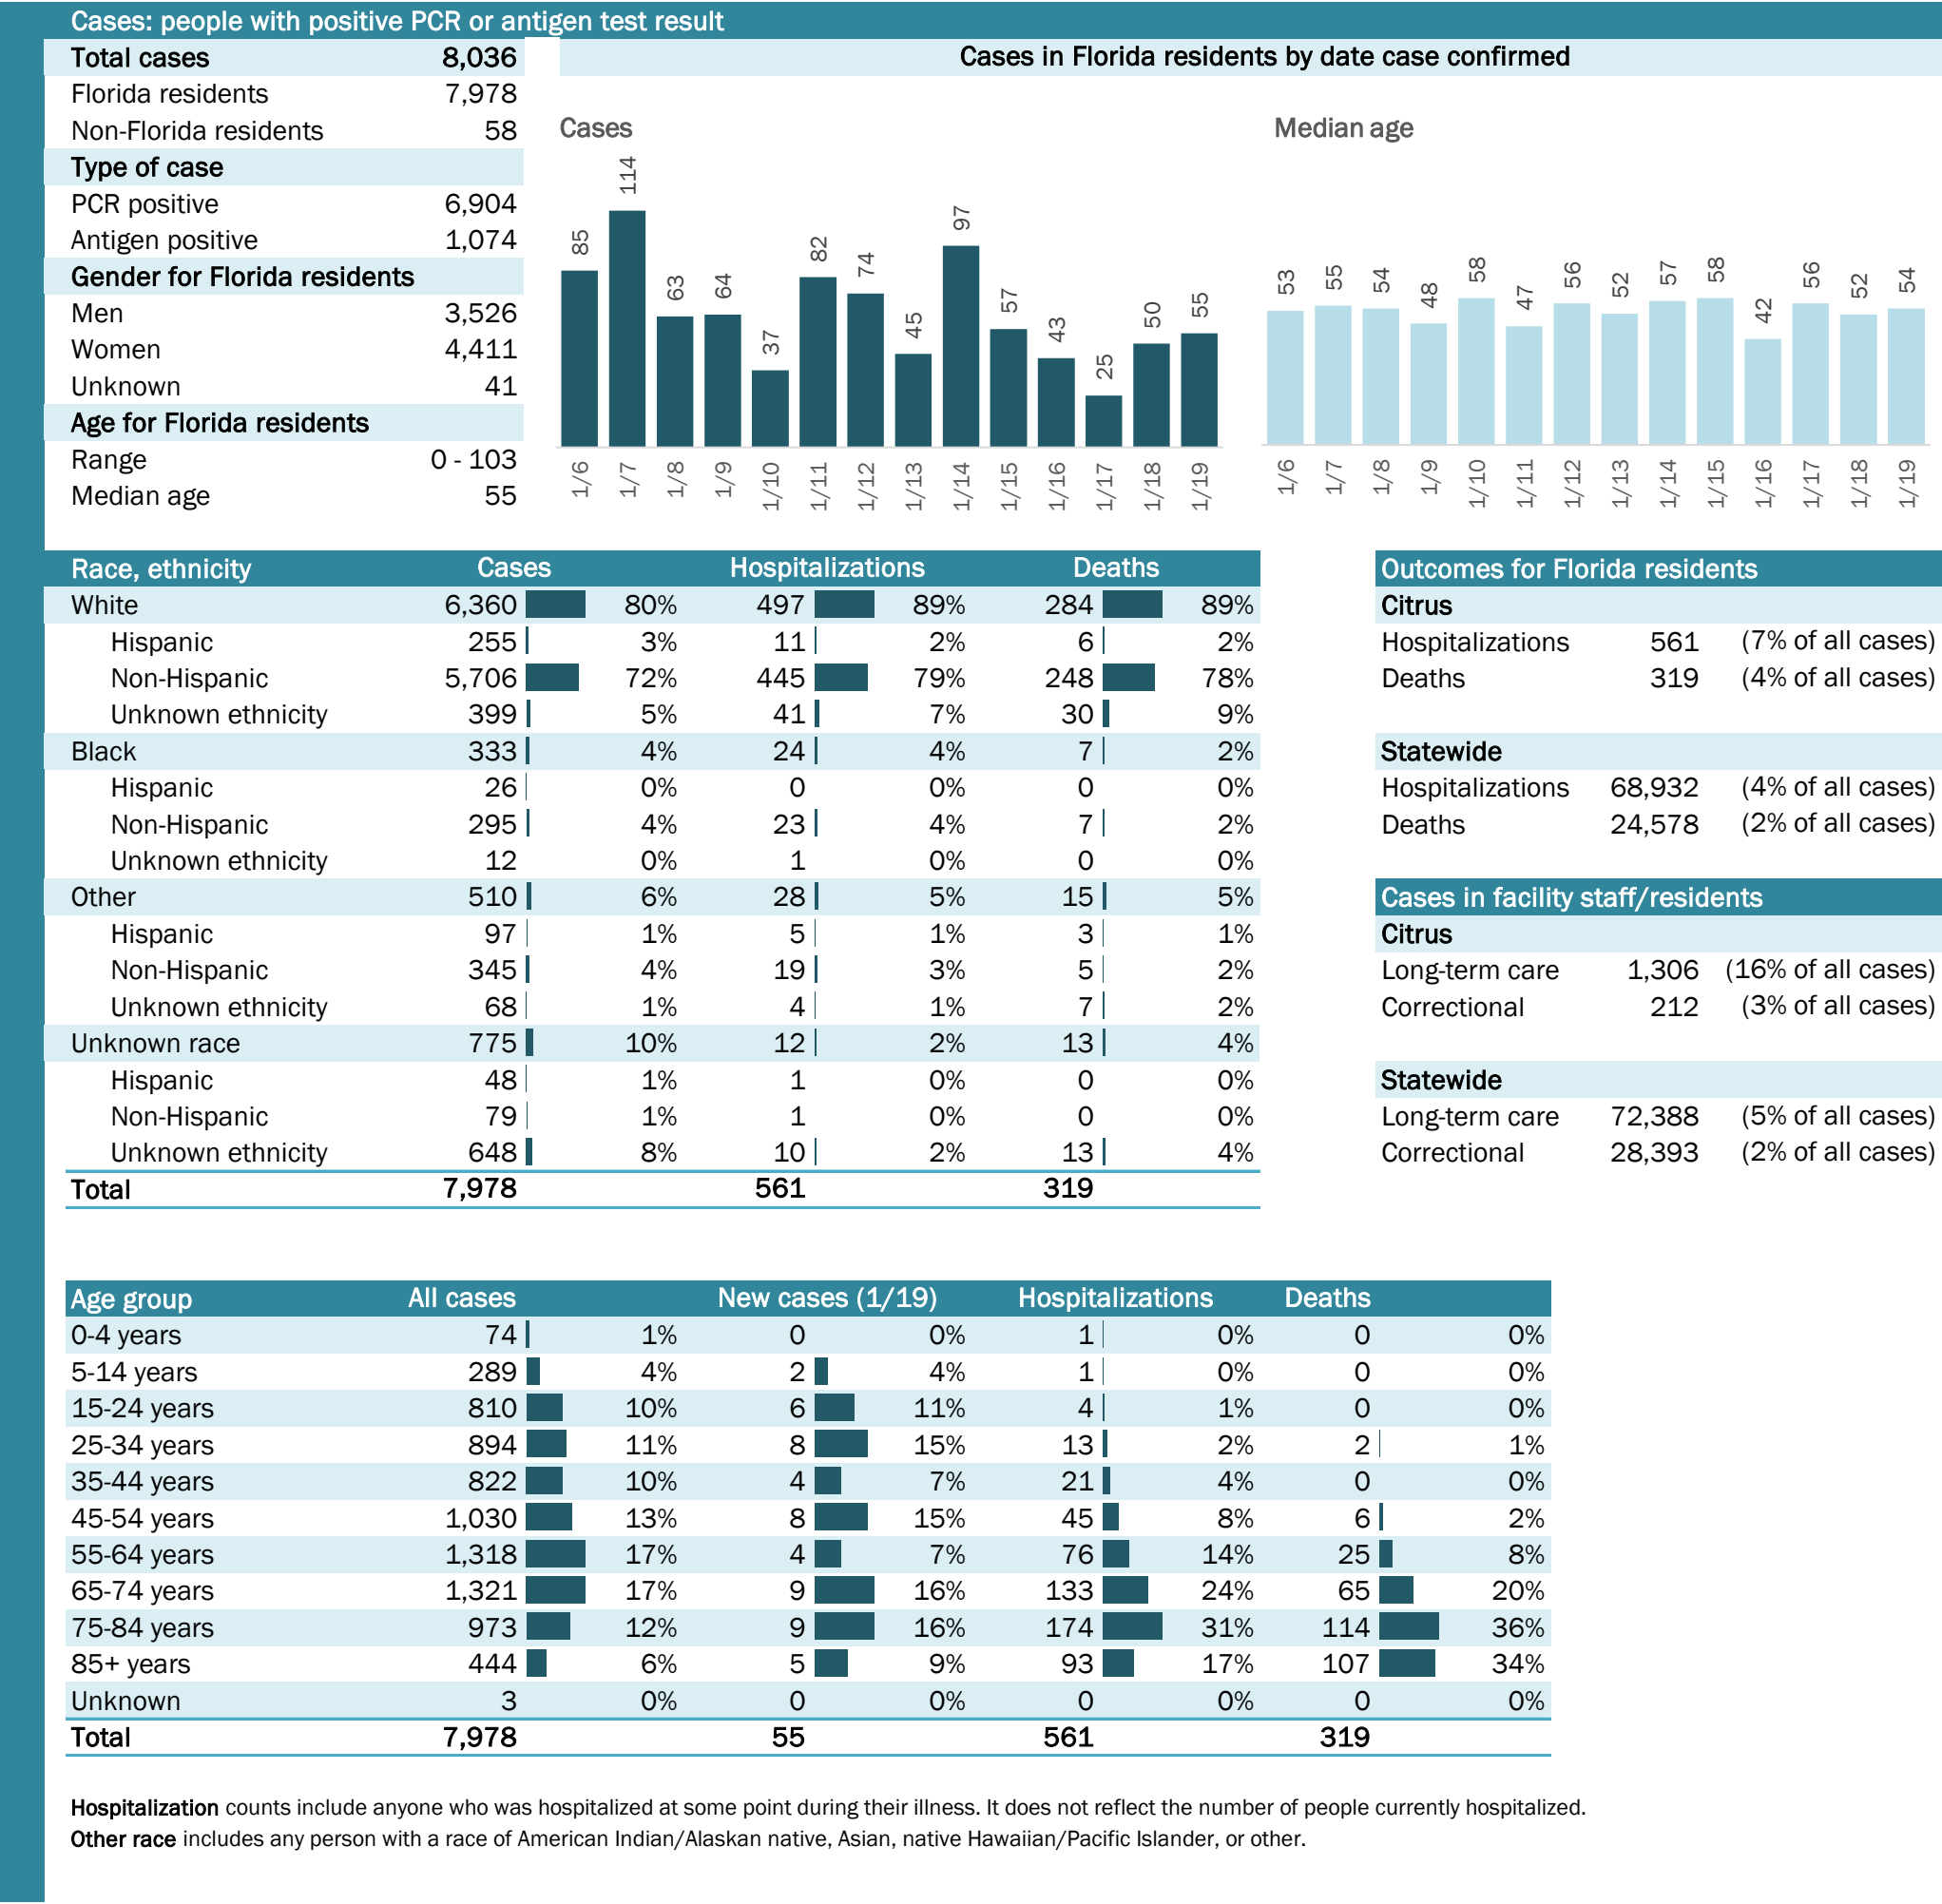 Cases: people with positive PCR or antigen test result
Total cases 8,036
Florida residents 7,978
Non-Florida residents 58
Type of case
PCR positive 6,904
Antigen positive 1,074
Gender for Florida residents
Men 3,526
Women 4,411
Unknown 41
Age for Florida residents
Range 0 - 103
Median age 55
Cases in Florida residents by date case confirmed
Cases
85 114 63 64 37 82 74 45 97 57 43 25 50 55
1/6 1/7 1/8 1/9 1/10 1/11 1/12 1/13 1/14 1/15 1/16 1/17 1/18 1/19
Median age
53 55 54 48 58 47 56 52 57 58 42 56 52 54
1/6 1/7 1/8 1/9 1/10 1/11 1/12 1/13 1/14 1/15 1/16 1/17 1/18 1/19
Race, ethnicity Cases Hospitalizations Deaths
White 6,360 80% 497 89% 284 89%
Hispanic 255 3% 11 2% 6 2%
Non-Hispanic 5,706 72% 445 79% 248 78%
Unknown ethnicity 399 5% 41 7% 30 9%
Black 333 4% 24 4% 7 2%
Hispanic 26 0% 0 0% 0 0%
Non-Hispanic 295 4% 23 4% 7 2%
Unknown ethnicity 12 0% 1 0% 0 0%
Other 510 6% 28 5% 15 5%
Hispanic 97 1% 5 1% 3 1%
Non-Hispanic 345 4% 19 3% 5 2%
Unknown ethnicity 68 1% 4 1% 7 2%
Unknown race 775 10% 12 2% 13 4%
Hispanic 48 1% 1 0% 0 0%
Non-Hispanic 79 1% 1 0% 0 0%
Unknown ethnicity 648 8% 10 2% 13 4%
Total 7,978 561 319
Outcomes for Florida residents
Citrus
Hospitalizations 561 (7% of all cases)
Deaths 319 (4% of all cases)
Statewide
Hospitalizations 68,932 (4% of all cases)
Deaths 24,578 (2% of all cases)
Cases in facility staff/residents
Citrus
Long-term care 1,306 (16% of all cases)
Correctional 212 (3% of all cases)
Statewide
Long-term care 72,388 (5% of all cases)
Correctional 28,393 (2% of all cases)
Age group All cases New cases (1/19) Hospitalizations Deaths
0-4 years 74 1% 0 0% 1 0% 0 0%
5-14 years 289 4% 2 4% 1 0% 0 0%
15-24 years 810 10% 6 11% 4 1% 0 0%
25-34 years 894 11% 8 15% 13 2% 2 1%
35-44 years 822 10% 4 7% 21 4% 0 0%
45-54 years 1,030 13% 8 15% 45 8% 6 2%
55-64 years 1,318 17% 4 7% 76 14% 25 8%
65-74 years 1,321 17% 9 16% 133 24% 65 20%
75-84 years 973 12% 9 16% 174 31% 114 36%
85+ years 444 6% 5 9% 93 17% 107 34%
Unknown 3 0% 0 0% 0 0% 0 0%
Total 7,978 55 561 319
Hospitalization counts include anyone who was hospitalized at some point during their illness. It does not reflect the number of people currently hospitalized.
Other race includes any person with a race of American Indian/Alaskan native, Asian, native Hawaiian/Pacific Islander, or other.